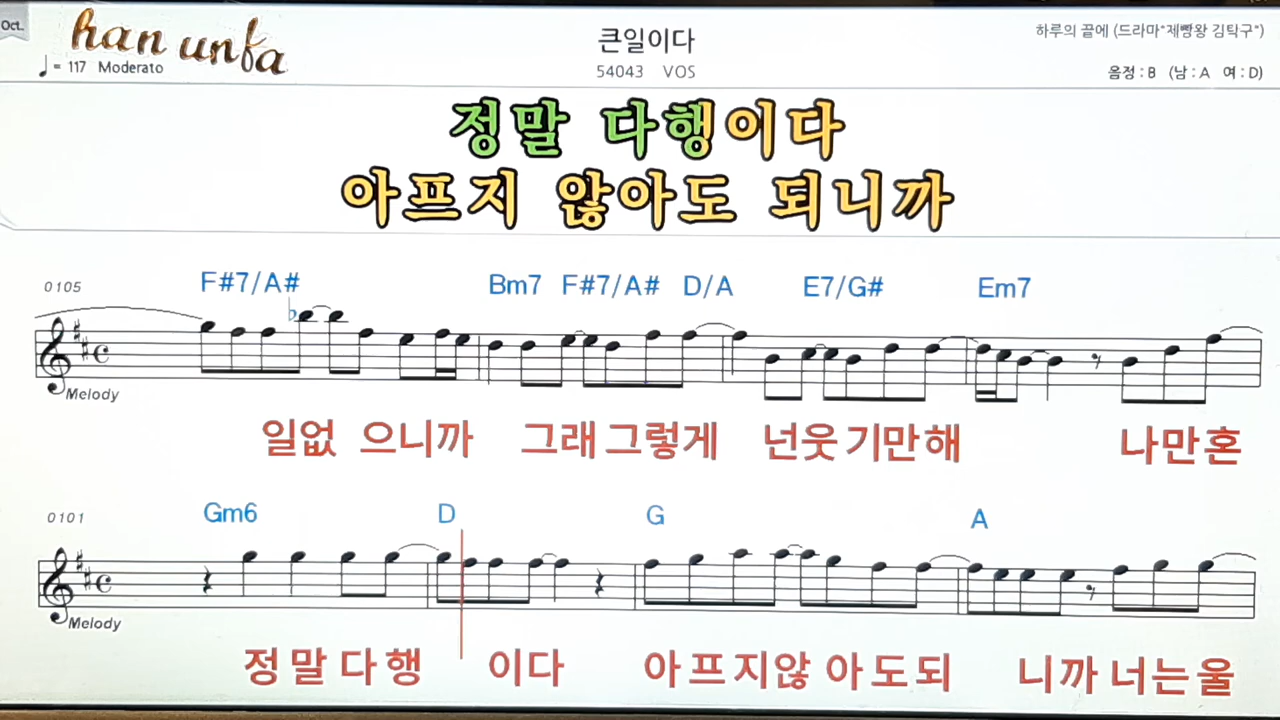 Oct.
han unfa
♩= 117 Moderato
큰일이다
54043 VOS
하루의 끝에 (드라마"제빵왕 김탁구")
음정 : B (남 : A 여 : D)
정말 다행이다
아프지 않아도 되니까
0105 F#7/A# Bm7 F#7/A# D/A E7/G# Em7
Melody
일없 으니까 그래그렇게 넌웃기만해 나만혼
0101 Gm6 D G A
Melody
정말다행 이다 아프지않 아도되 니까 너는울